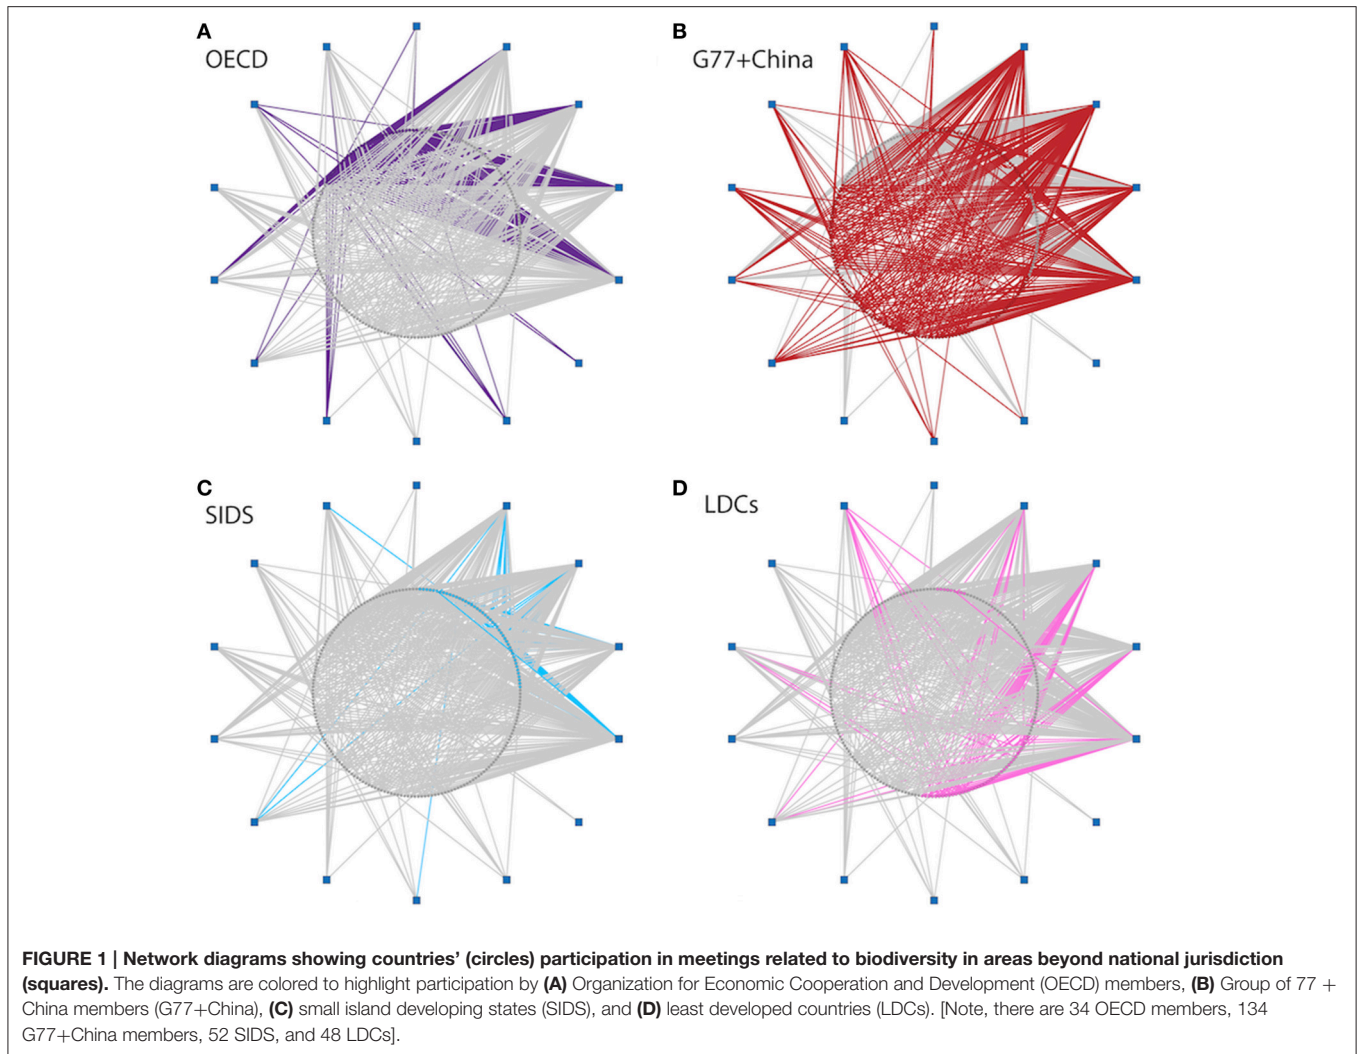 A
OECD
B
G77+China
C
SIDS
D
LDCs
FIGURE 1 | Network diagrams showing countries' (circles) participation in meetings related to biodiversity in areas beyond national jurisdiction
(squares). The diagrams are colored to highlight participation by (A) Organization for Economic Cooperation and Development (OECD) members, (B) Group of 77 +
China members (G77+China), (C) small island developing states (SIDS), and (D) least developed countries (LDCs). [Note, there are 34 OECD members, 134
G77+China members, 52 SIDS, and 48 LDCs].